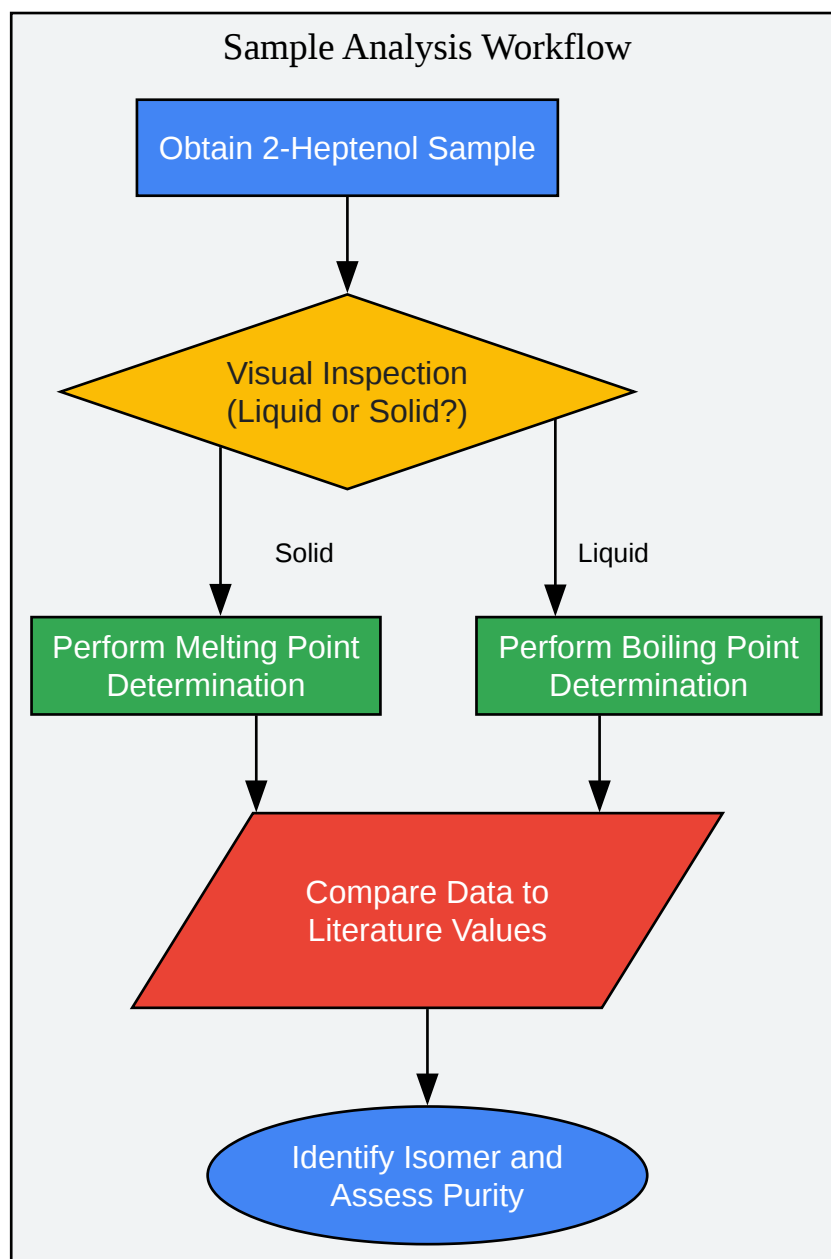 Sample Analysis Workflow
Obtain 2-Heptenol Sample
Visual Inspection
(Liquid or Solid?)
Solid
Liquid
Perform Melting Point
Determination
Perform Boiling Point
Determination
Compare Data to
Literature Values
Identify Isomer and
Assess Purity